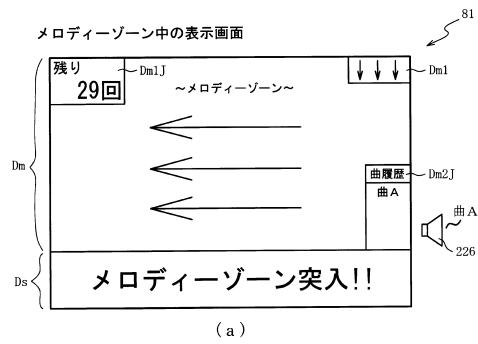 メロディーゾーン中の表示画面
81
残り
29回
Dm1J
～メロディーゾーン～
Dm1
Dm
曲履歴
Dm2J
曲A
曲A
226
Ds
メロディーゾーン突入!!
(a)